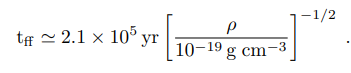 t_ff ≃ 2.1 × 10^5 yr [ρ / 10^−19 g cm^−3]^−1/2 .